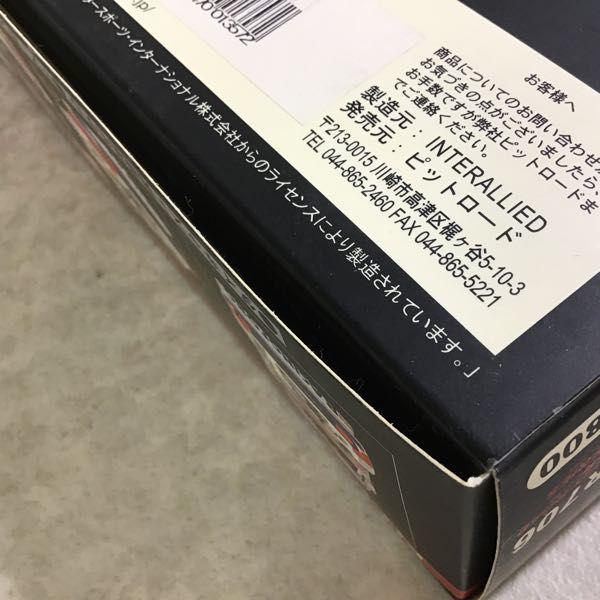 .jp/
0613572
ースポーツ・インターナショナル株式会社からのライセンスにより製造されています。」
お客様へ
商品についてのお問い合わせ
お気づきの点がございましたら、
お手数ですが弊社ピットロードま
でご連絡ください。
製造元：INTERALLIED
発売元：ピットロード
〒213-0015 川崎市高津区梶ヶ谷5-10-3
TEL 044-865-2460 FAX 044-865-5221
800
R706